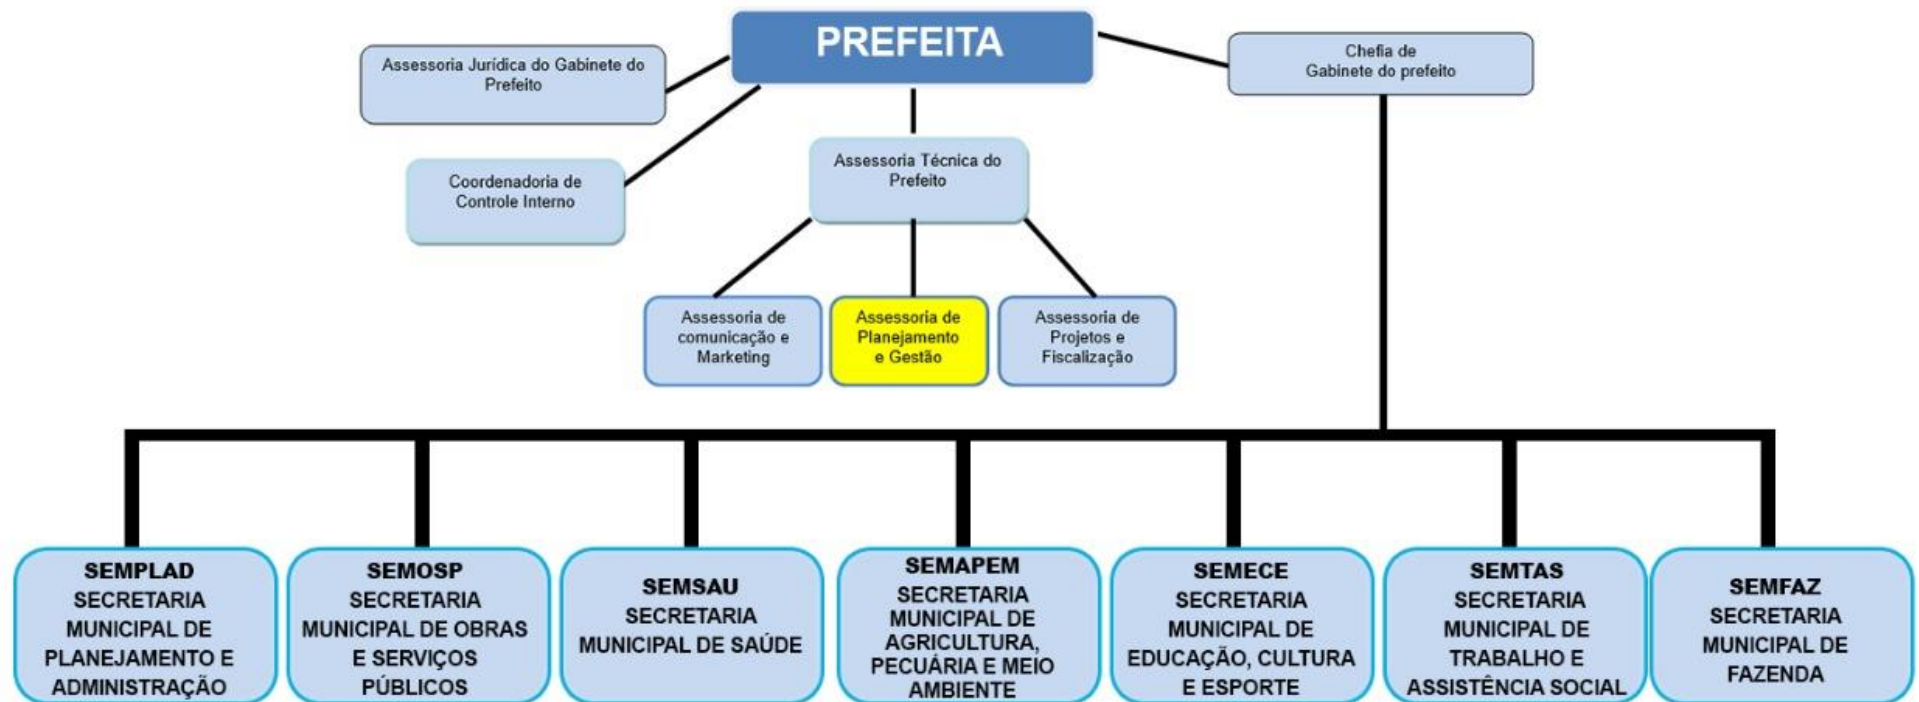 PREFEITA
Assessoria Jurídica do Gabinete do
Prefeito
Chefia de
Gabinete do prefeito
Coordenadoria de
Controle Interno
Assessoria Técnica do
Prefeito
Assessoria de
comunicação e
Marketing
Assessoria de
Planejamento
e Gestão
Assessoria de
Projetos e
Fiscalização
SEMPLAD
SECRETARIA
MUNICIPAL DE
PLANEJAMENTO E
ADMINISTRAÇÃO
SEMOSP
SECRETARIA
MUNICIPAL DE OBRAS
E SERVIÇOS
PÚBLICOS
SEMSAU
SECRETARIA
MUNICIPAL DE SAÚDE
SEMAPEM
SECRETARIA
MUNICIPAL DE
AGRICULTURA,
PECUÁRIA E MEIO
AMBIENTE
SEMECE
SECRETARIA
MUNICIPAL DE
EDUCAÇÃO, CULTURA
E ESPORTE
SEMTAS
SECRETARIA
MUNICIPAL DE
TRABALHO E
ASSISTÊNCIA SOCIAL
SEMFAZ
SECRETARIA
MUNICIPAL DE
FAZENDA